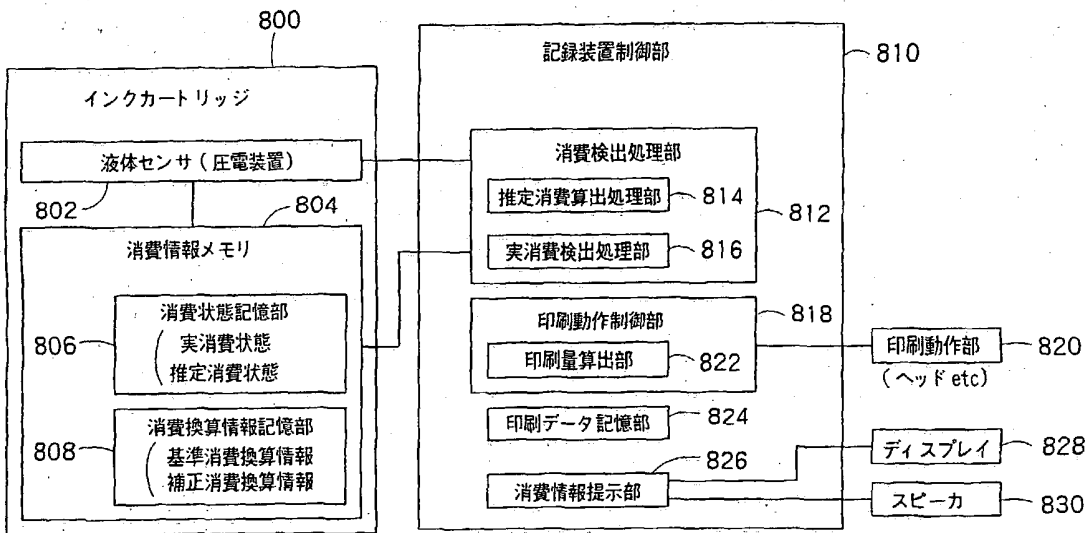 800
インクカートリッジ
液体センサ(圧電装置)
802
804
消費情報メモリ
消費状態記憶部
実消費状態
推定消費状態
806
消費換算情報記憶部
基準消費換算情報
補正消費換算情報
808
記録装置制御部
810
消費検出処理部
推定消費算出処理部
814
812
実消費検出処理部
816
印刷動作制御部
818
印刷量算出部
822
印刷動作部
820
(ヘッド etc)
印刷データ記憶部
824
826
消費情報提示部
ディスプレイ
828
スピーカ
830